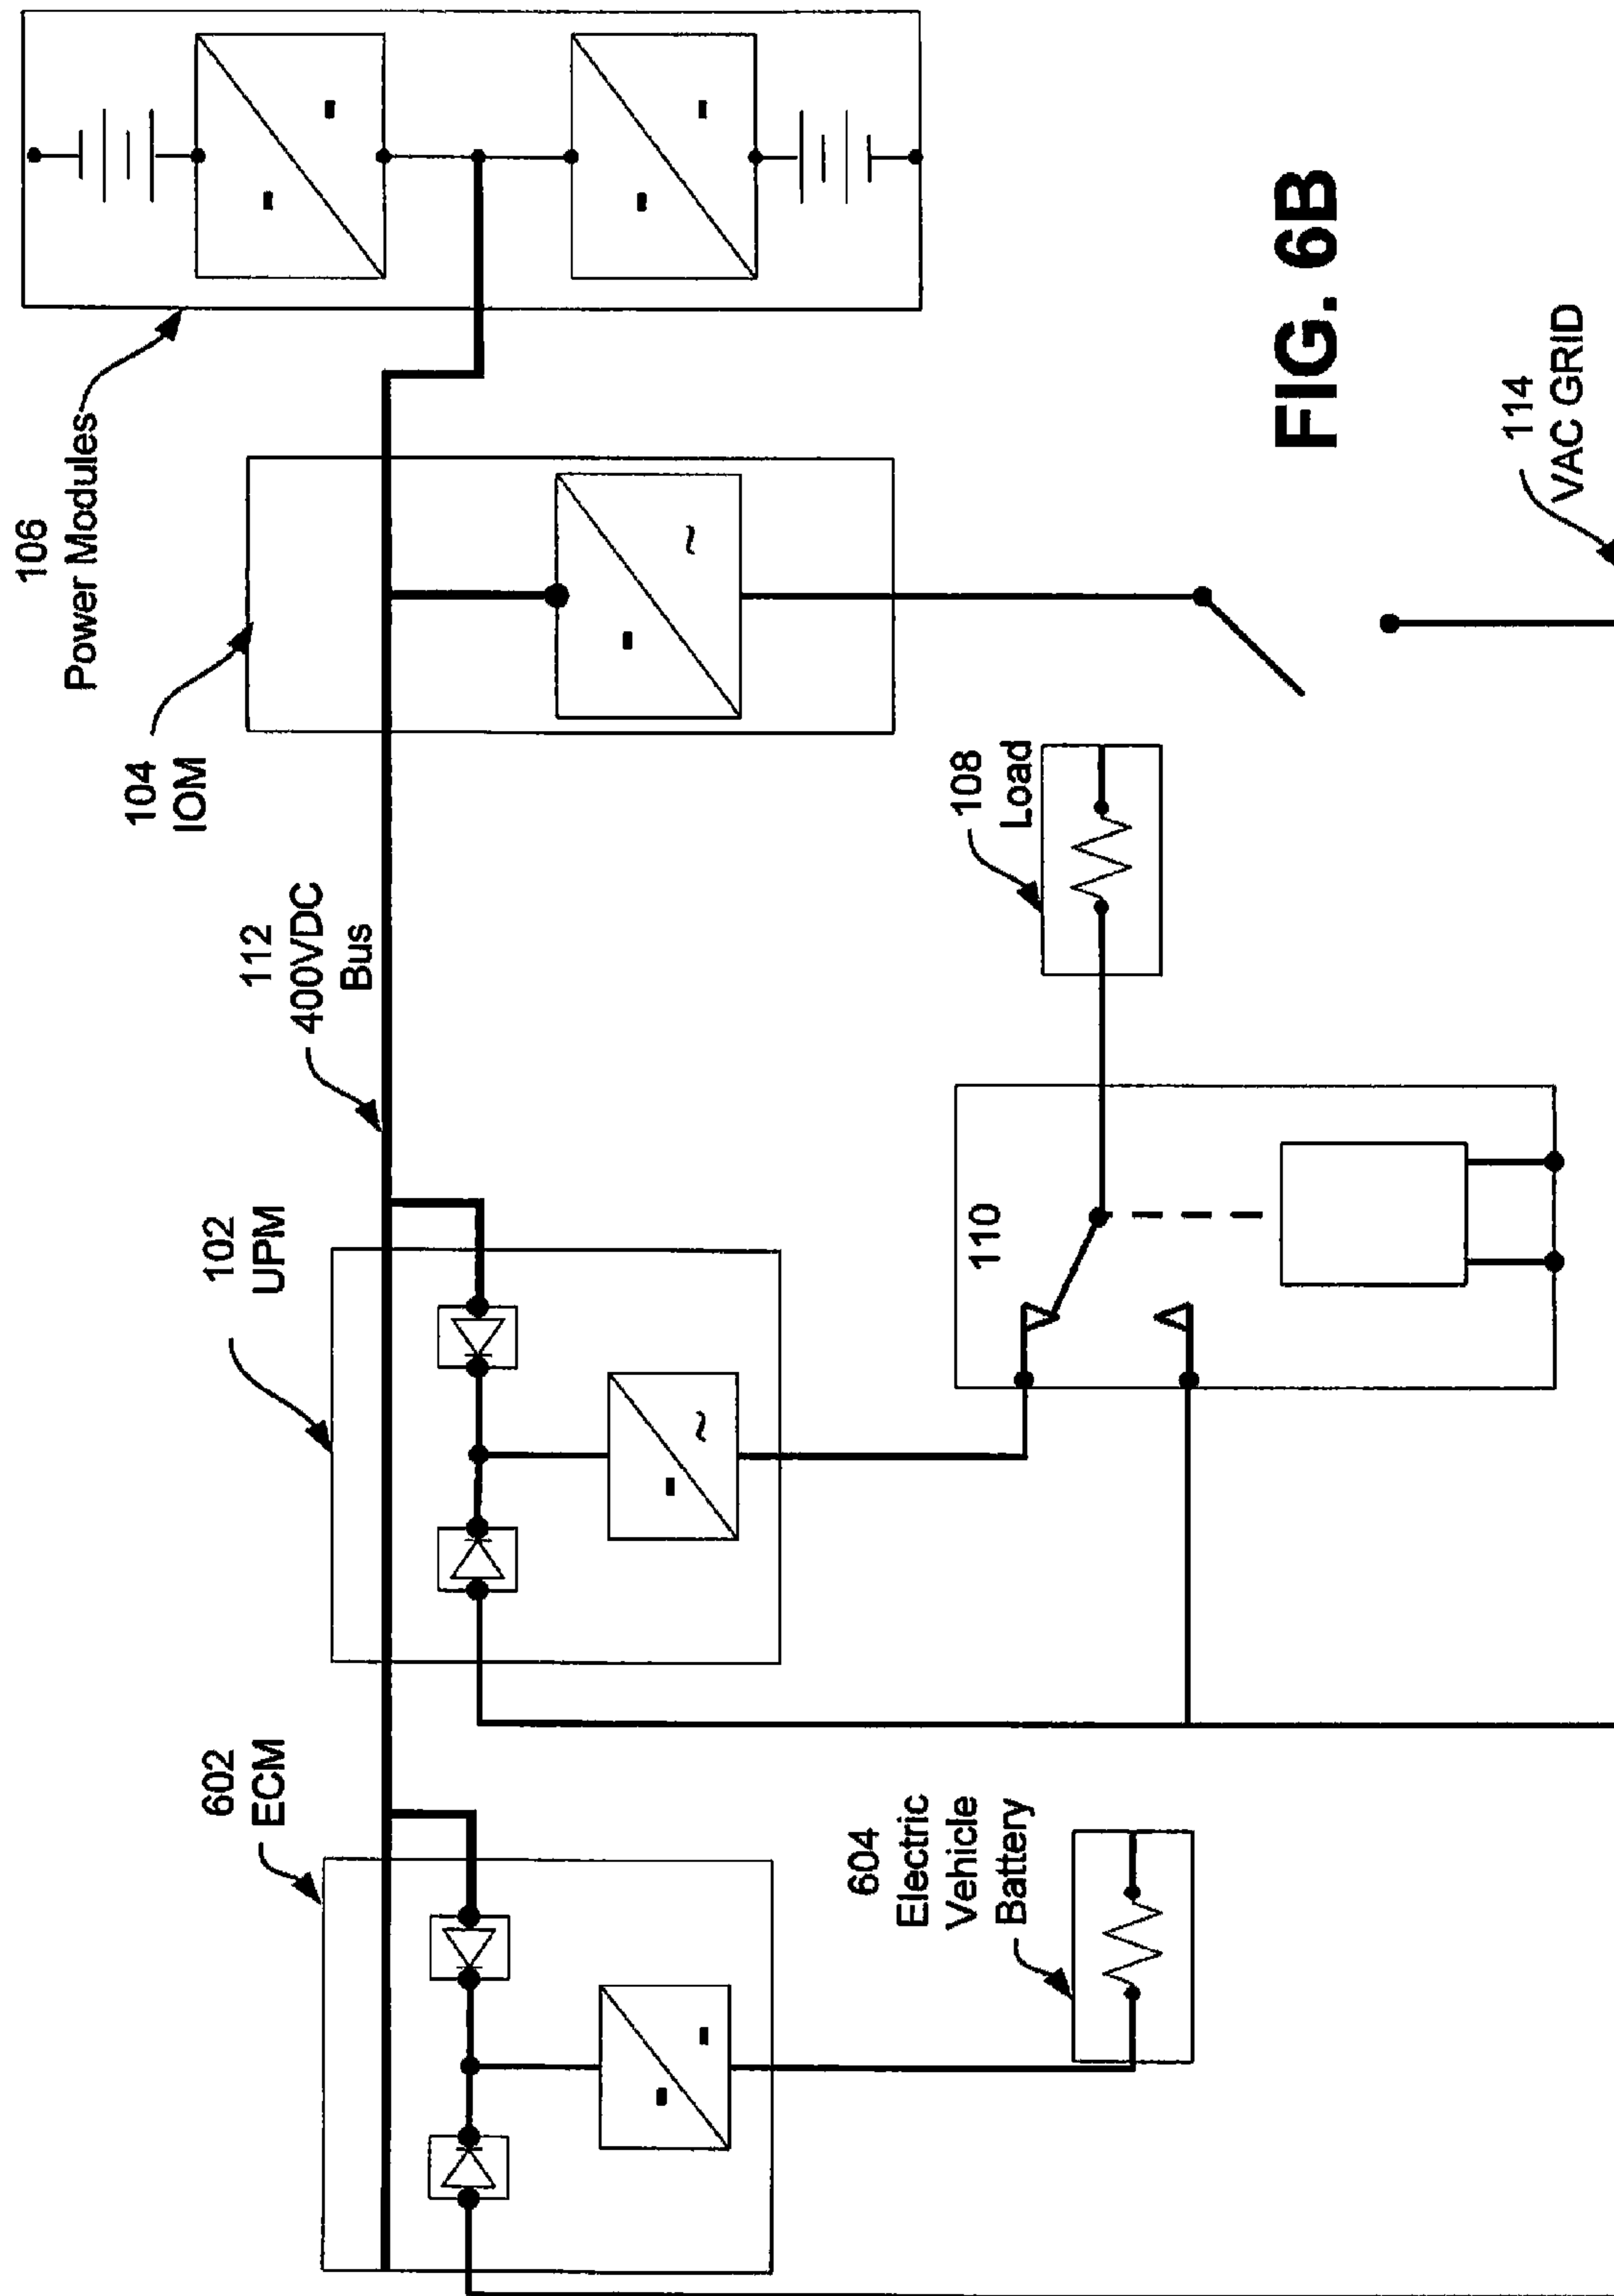 106
Power Modules
104
IOM
112
400VDC
Bus
102
UPM
602
ECM
108
Load
110
604
Electric
Vehicle
Battery
FIG. 6B
114
VAC GRID